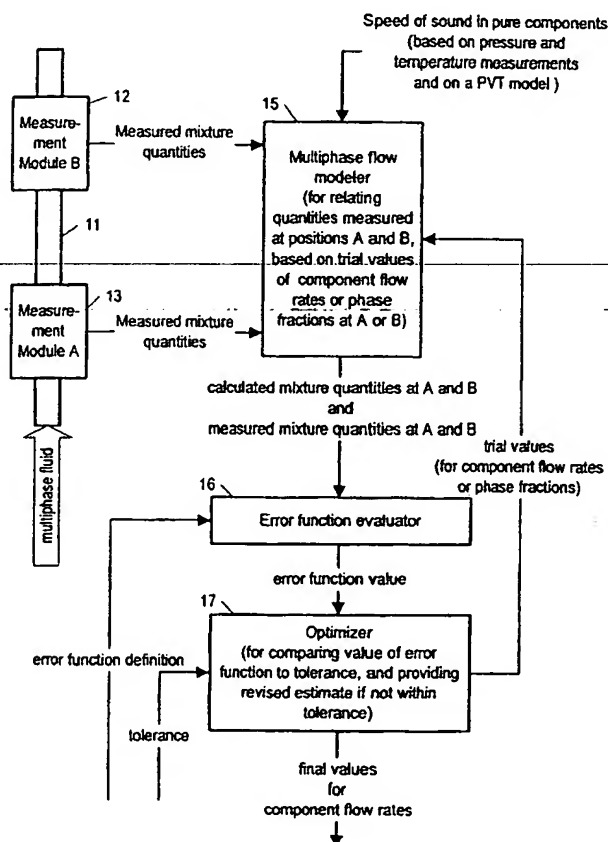 Speed of sound in pure components
(based on pressure and
temperature measurements
and on a PVT model )
12
15
Measure-
ment
Module B
Measured mixture
quantities
Multiphase flow
modeler
(for relating
quantities measured
at positions A and B,
based on trial values
of component flow
rates or phase
fractions at A or B)
11
13
Measure-
ment
Module A
Measured mixture
quantities
calculated mixture quantities at A and B
and
measured mixture quantities at A and B
trial values
(for component flow rates
or phase fractions)
multiphase fluid
16
Error function evaluator
error function value
17
Optimizer
(for comparing value of error
function to tolerance, and providing
revised estimate if not within
tolerance)
error function definition
tolerance
final values
for
component flow rates